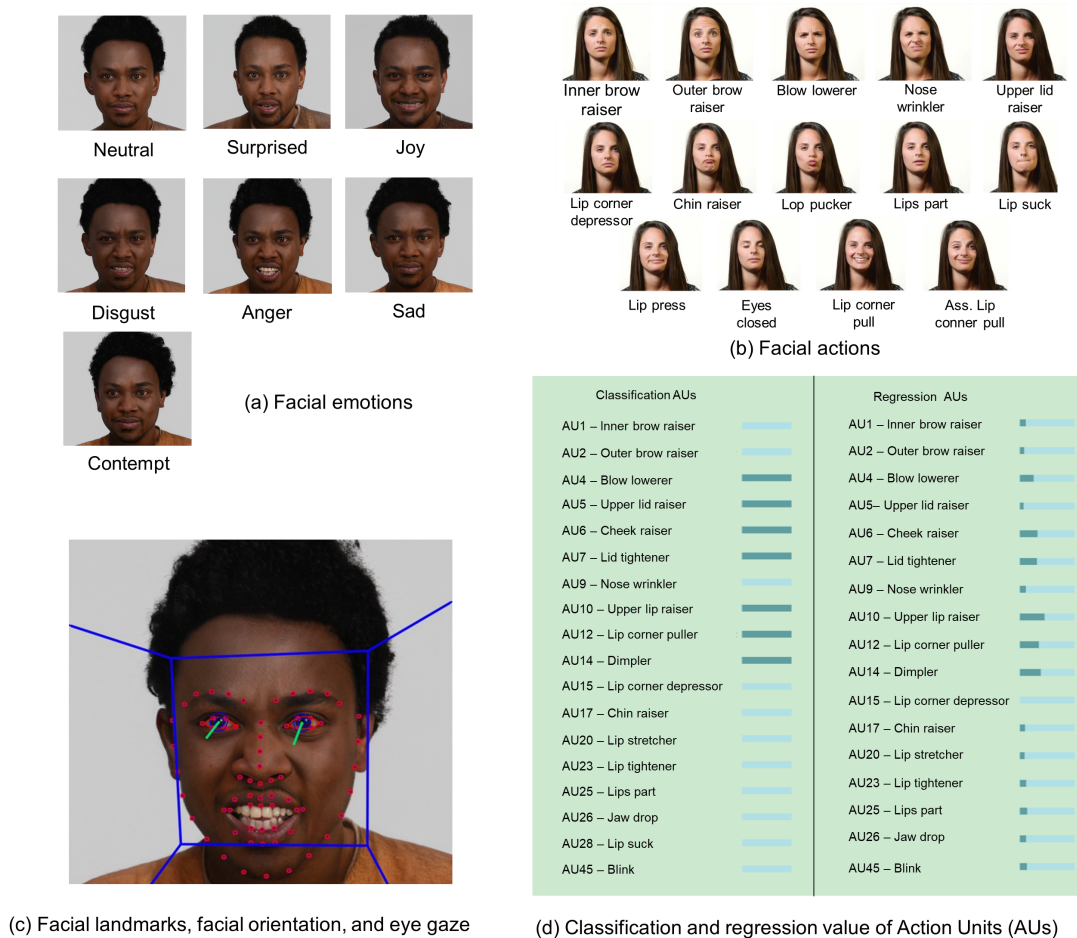 Neutral
Surprised
Joy
Disgust
Anger
Sad
Contempt
(a) Facial emotions
Inner brow
raiser
Outer brow
raiser
Blow lowerer
Nose
wrinkler
Upper lid
raiser
Lip corner
depressor
Chin raiser
Lop pucker
Lips part
Lip suck
Lip press
Eyes
closed
Lip corner
pull
Ass. Lip
conner pull
(b) Facial actions
(c) Facial landmarks, facial orientation, and eye gaze
Classification AUs
AU1 – Inner brow raiser
AU2 – Outer brow raiser
AU4 – Blow lowerer
AU5 – Upper lid raiser
AU6 – Cheek raiser
AU7 – Lid tightener
AU9 – Nose wrinkler
AU10 – Upper lip raiser
AU12 – Lip corner puller
AU14 – Dimpler
AU15 – Lip corner depressor
AU17 – Chin raiser
AU20 – Lip stretcher
AU23 – Lip tightener
AU25 – Lips part
AU26 – Jaw drop
AU28 – Lip suck
AU45 – Blink
Regression AUs
AU1 – Inner brow raiser
AU2 – Outer brow raiser
AU4 – Blow lowerer
AU5– Upper lid raiser
AU6 – Cheek raiser
AU7 – Lid tightener
AU9 – Nose wrinkler
AU10 – Upper lip raiser
AU12 – Lip corner puller
AU14 – Dimpler
AU15 – Lip corner depressor
AU17 – Chin raiser
AU20 – Lip stretcher
AU23 – Lip tightener
AU25 – Lips part
AU26 – Jaw drop
AU45 – Blink
(d) Classification and regression value of Action Units (AUs)